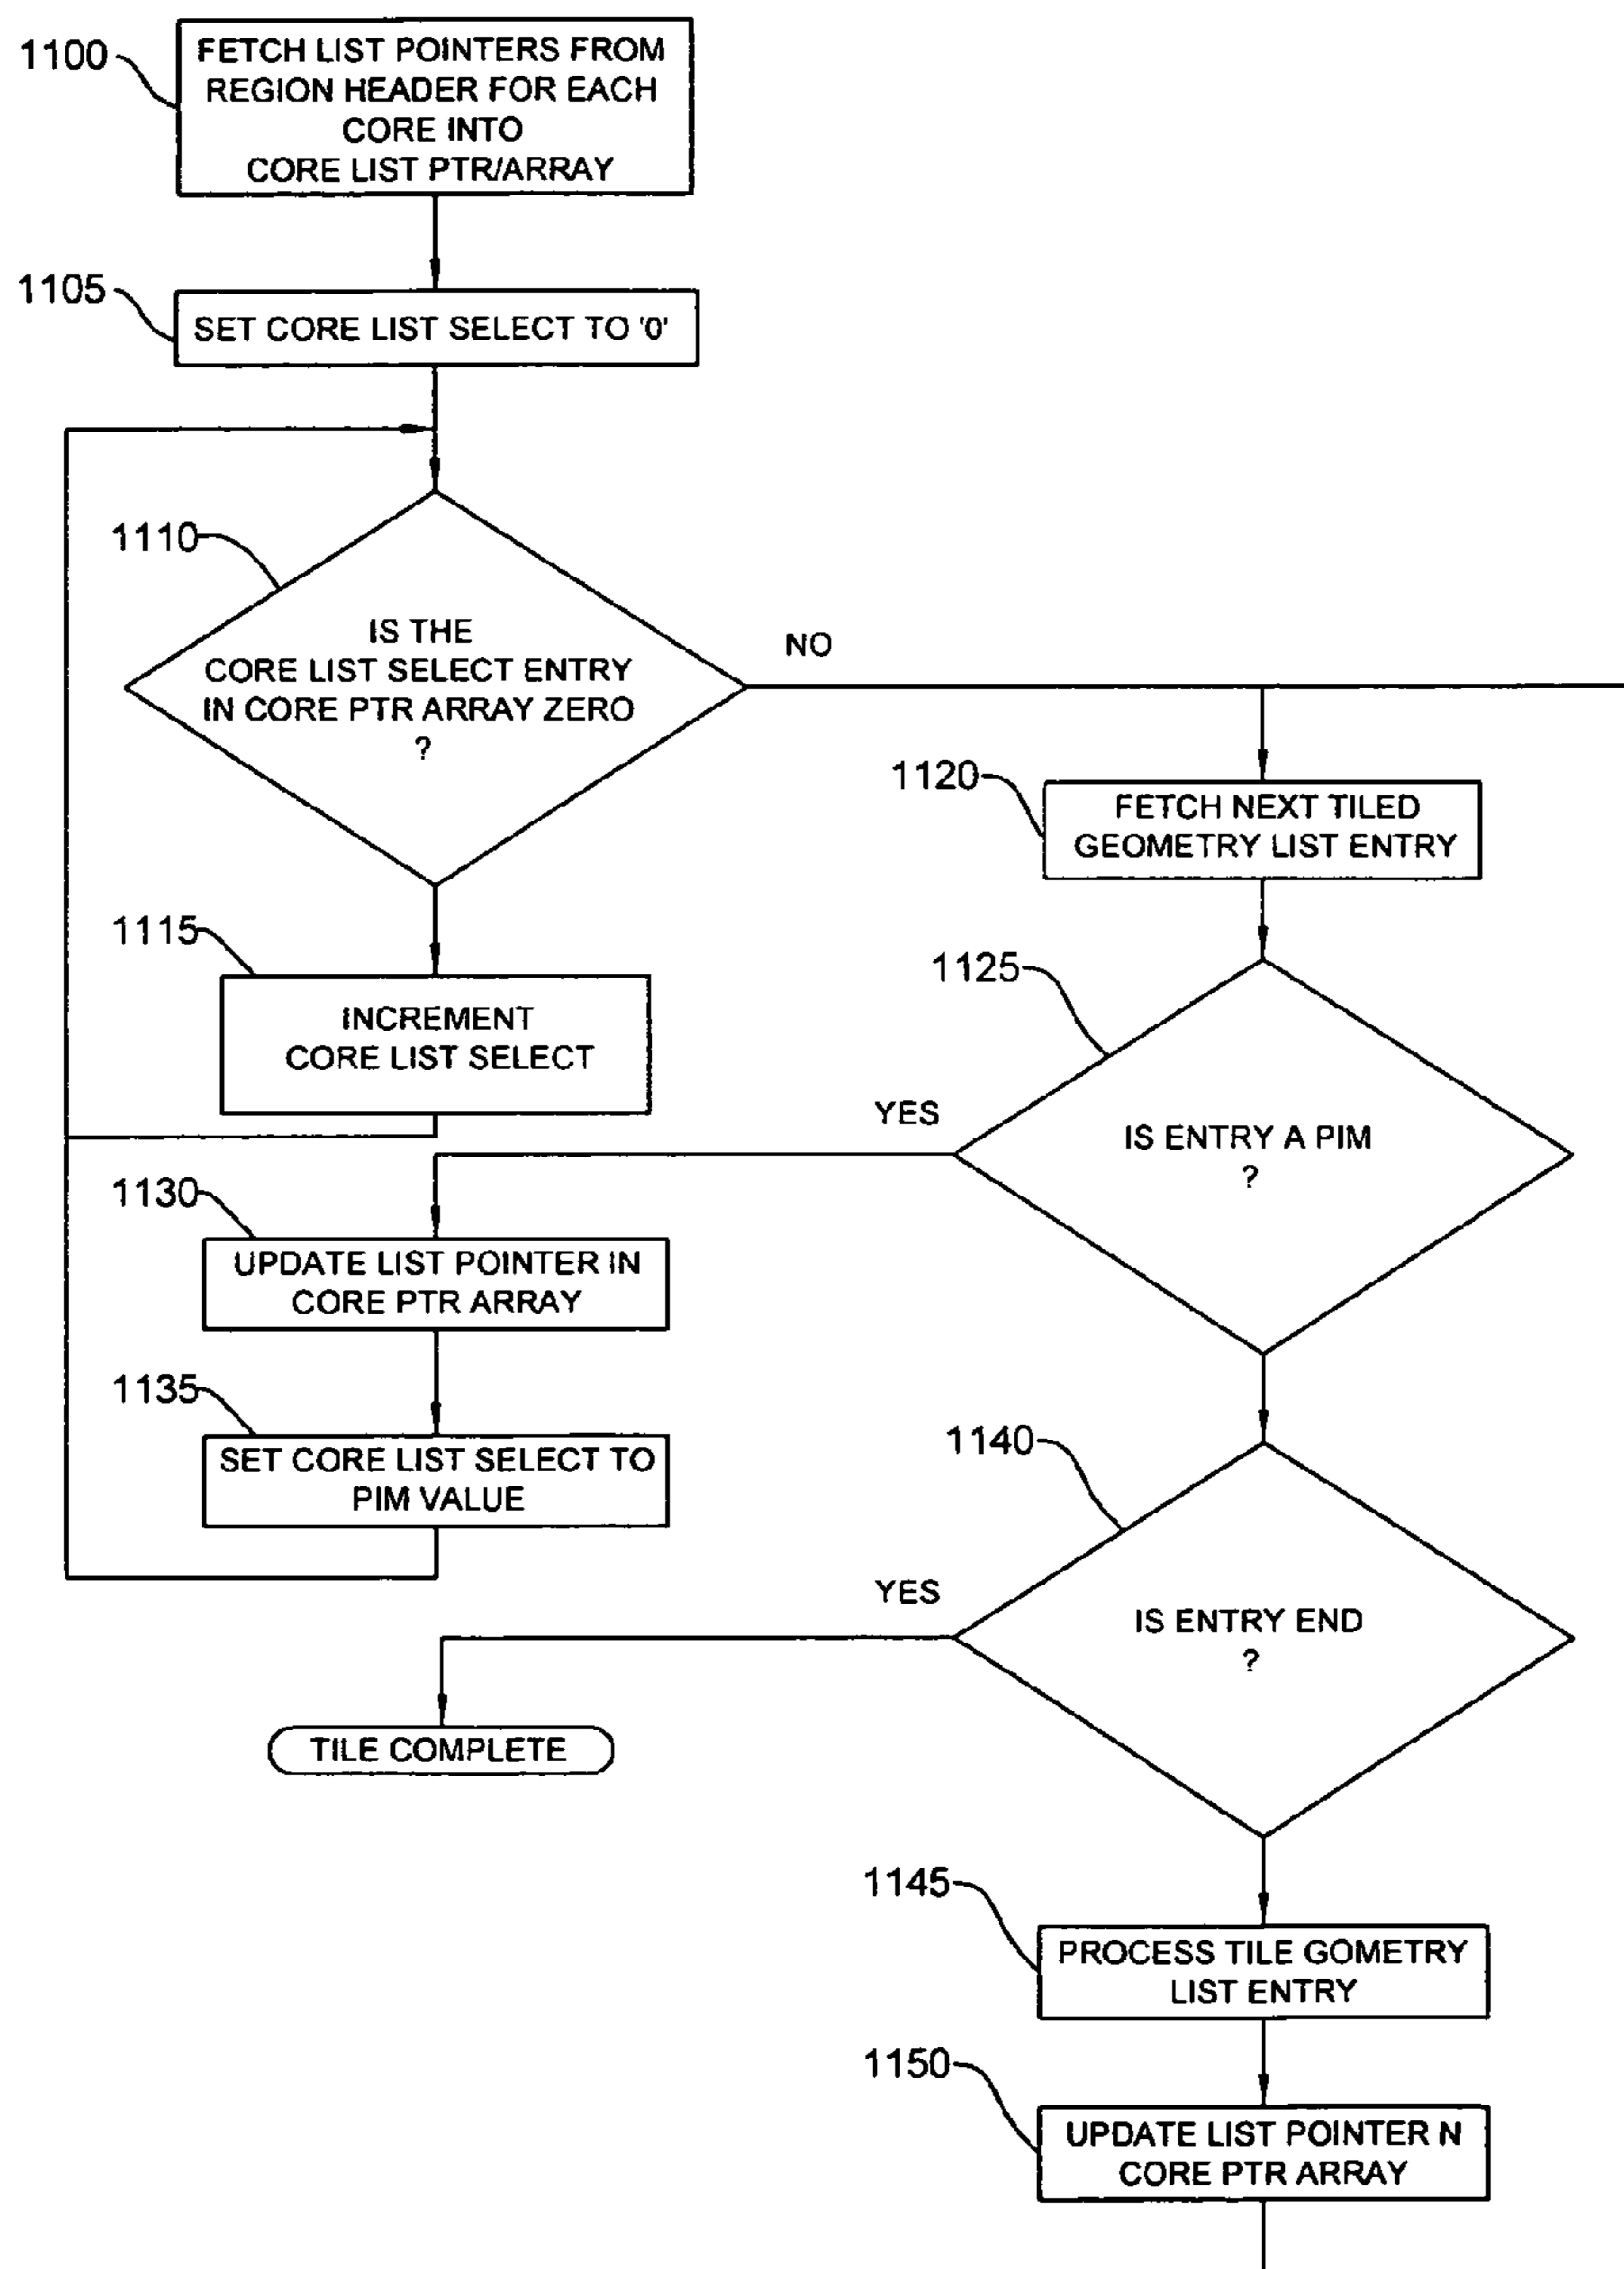 1100
FETCH LIST POINTERS FROM
REGION HEADER FOR EACH
CORE INTO
CORE LIST PTR/ARRAY
1105
SET CORE LIST SELECT TO '0'
1110
IS THE
CORE LIST SELECT ENTRY
IN CORE PTR ARRAY ZERO
?
NO
1115
INCREMENT
CORE LIST SELECT
1120
FETCH NEXT TILED
GEOMETRY LIST ENTRY
1125
IS ENTRY A PIM
?
YES
1130
UPDATE LIST POINTER IN
CORE PTR ARRAY
1135
SET CORE LIST SELECT TO
PIM VALUE
1140
IS ENTRY END
?
YES
TILE COMPLETE
1145
PROCESS TILE GOMETRY
LIST ENTRY
1150
UPDATE LIST POINTER N
CORE PTR ARRAY